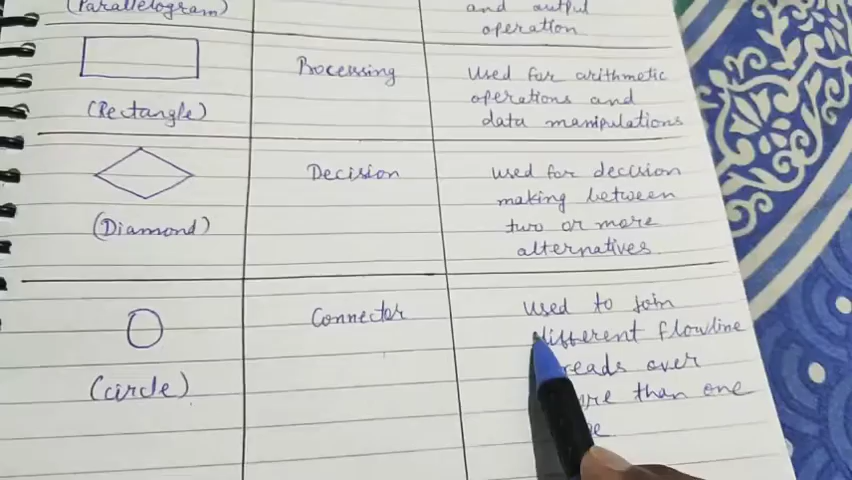 (Parallelogram)
and output
operation
Processing
(Rectangle)
Used for arithmetic
operations and
data manipulations
Decision
(Diamond)
used for decision
making between
two or more
alternatives
Connector
(circle)
used to join
different flowline
over
than one